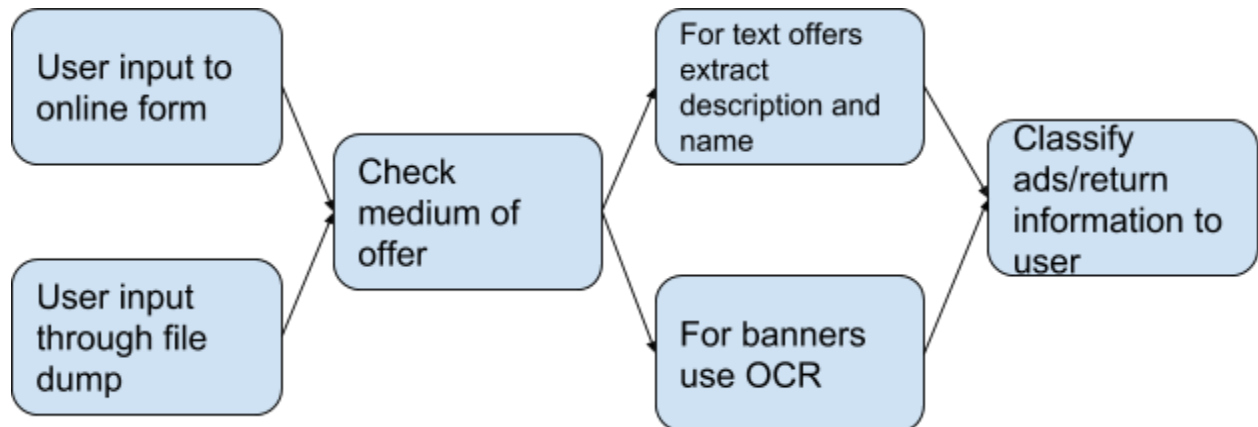 User input to
online form
User input
through file
dump
Check
medium of
offer
For text offers
extract
description and
name
For banners
use OCR
Classify
ads/return
information to
user